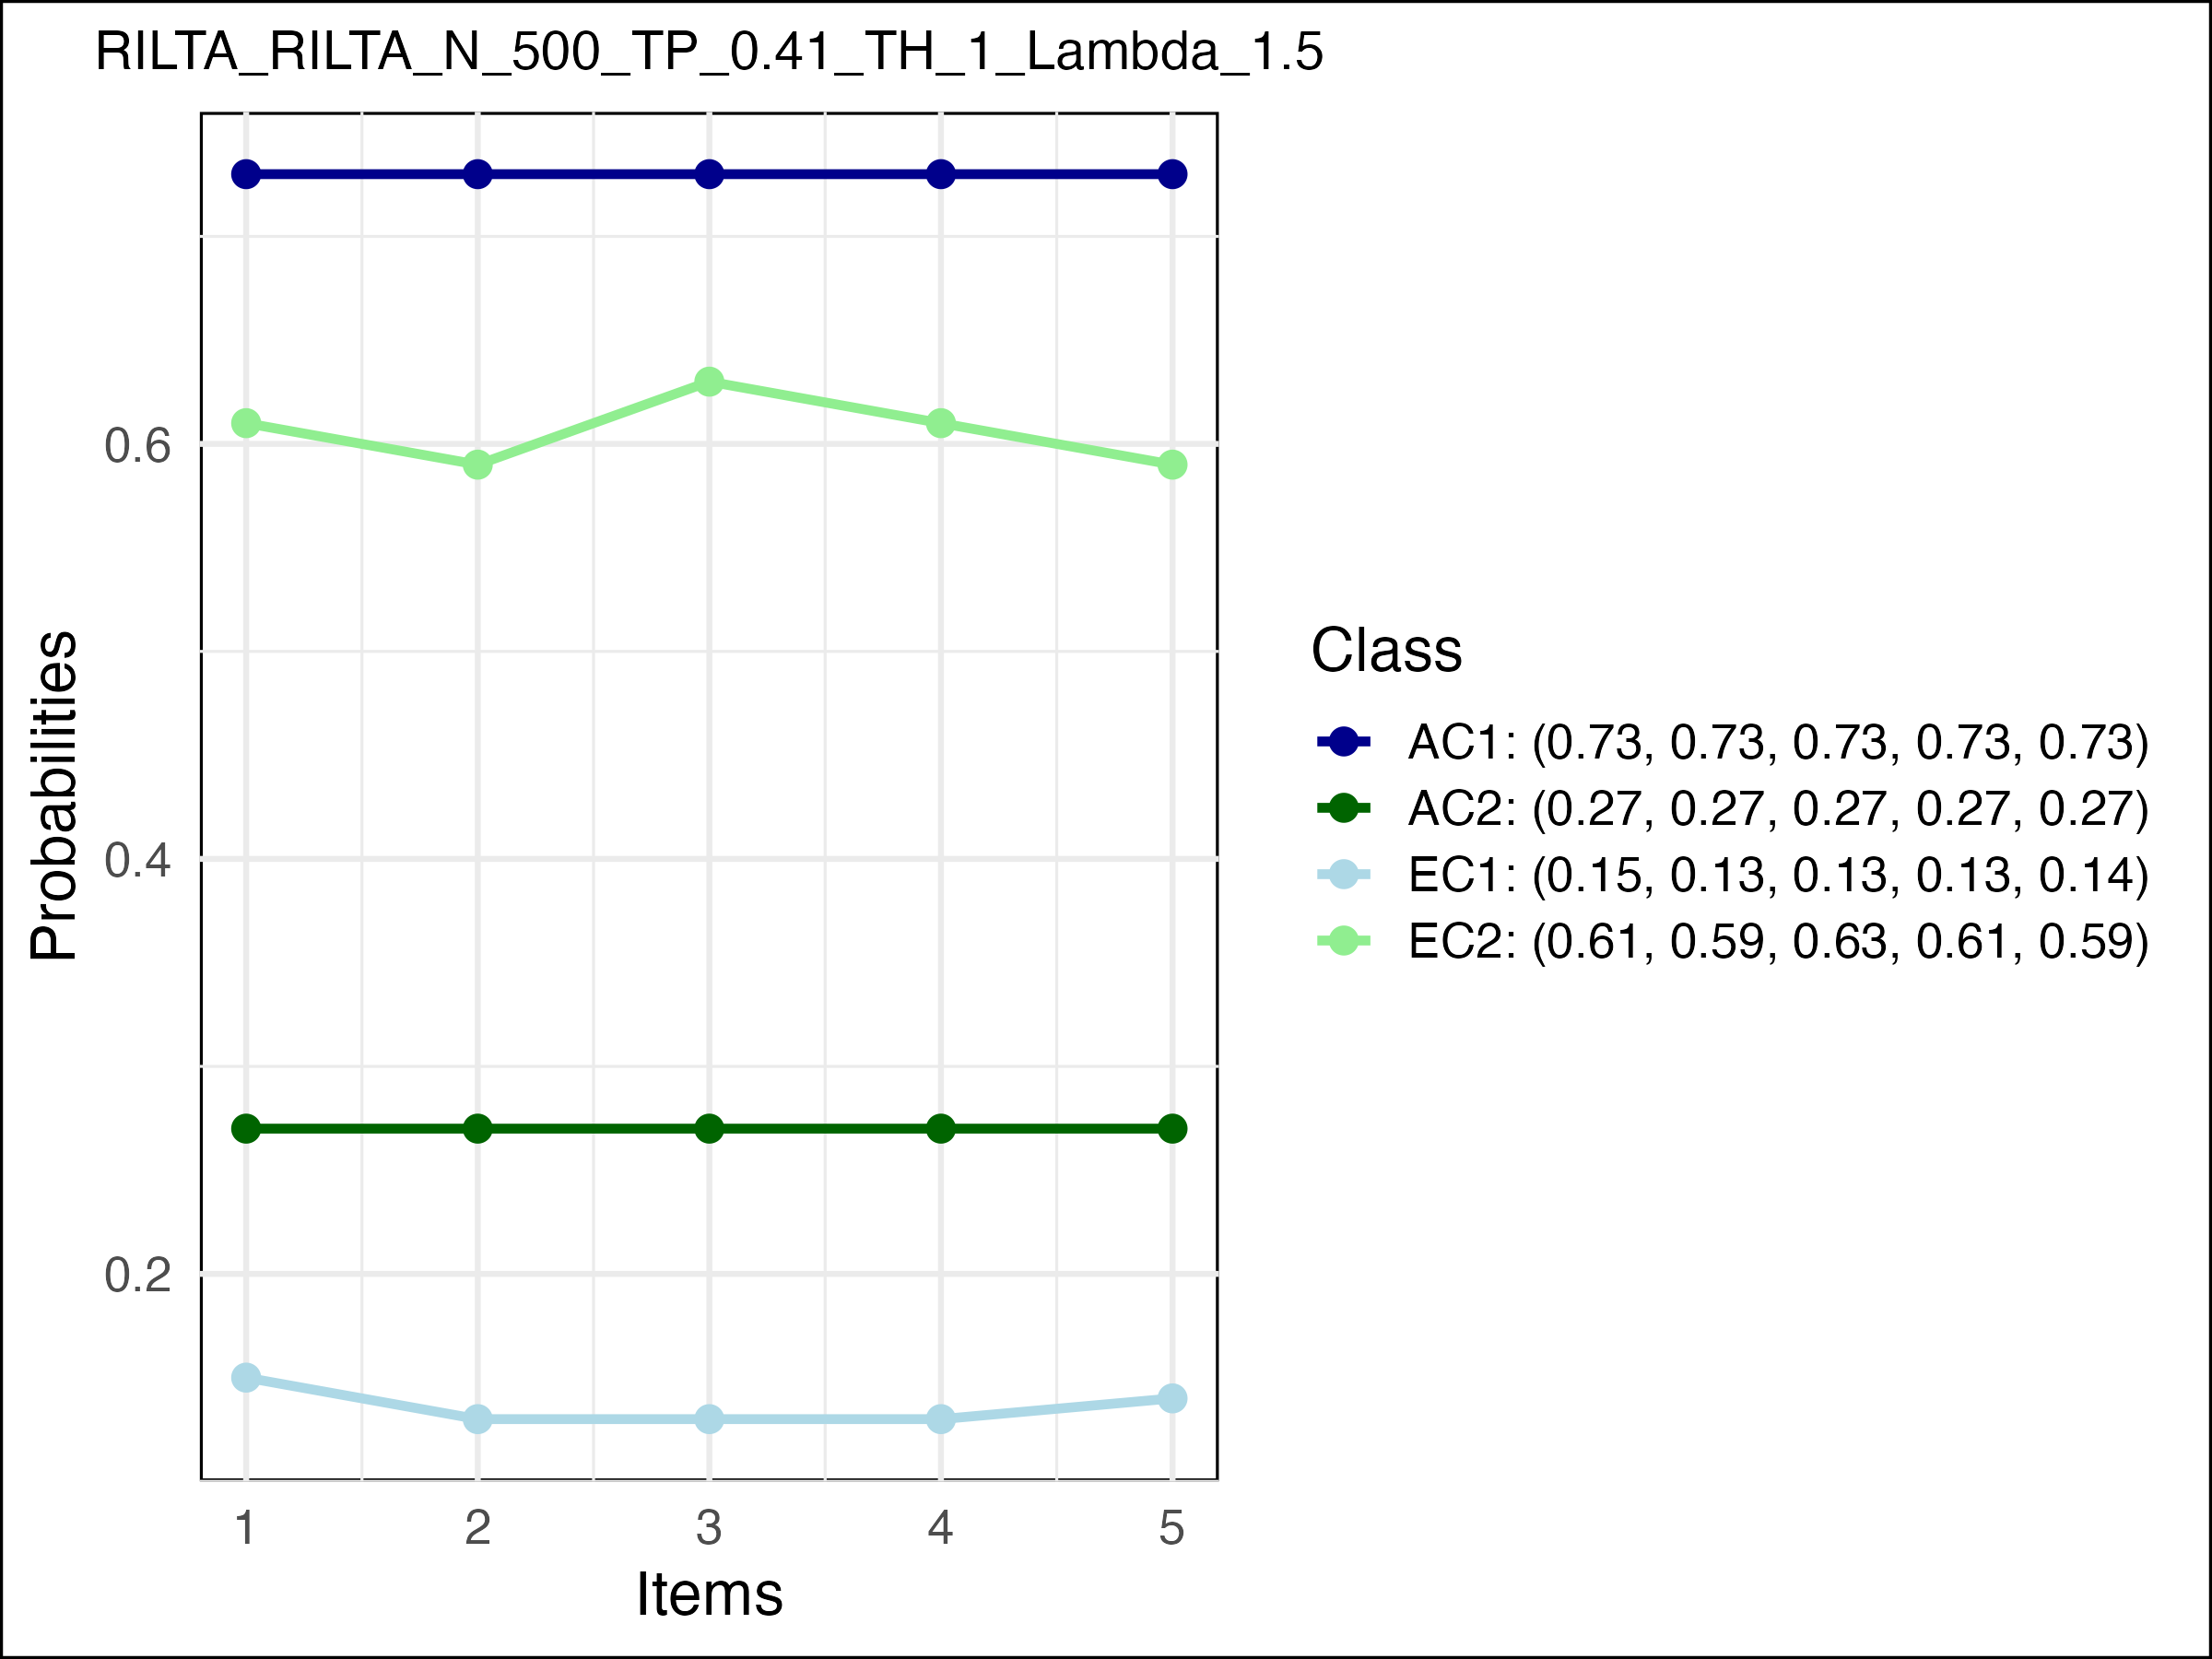 RILTA_RILTA_N_500_TP_0.41_TH_1_Lambda_1.5
Probabilities
0.6
0.4
0.2
1 2 3 4 5
Items
Class
AC1: (0.73, 0.73, 0.73, 0.73, 0.73)
AC2: (0.27, 0.27, 0.27, 0.27, 0.27)
EC1: (0.15, 0.13, 0.13, 0.13, 0.14)
EC2: (0.61, 0.59, 0.63, 0.61, 0.59)